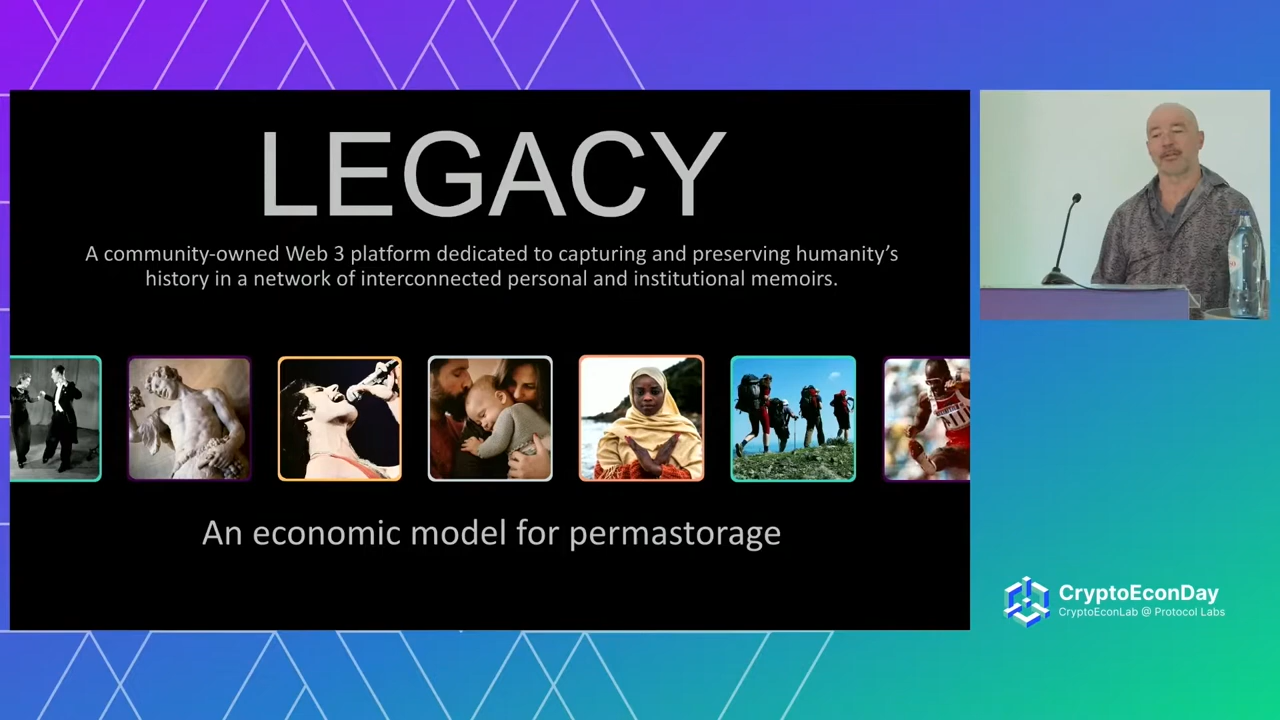 LEGACY
A community-owned Web 3 platform dedicated to capturing and preserving humanity’s
history in a network of interconnected personal and institutional memoirs.
An economic model for permastorage
CryptoEconDay
CryptoEconLab @ Protocol Labs